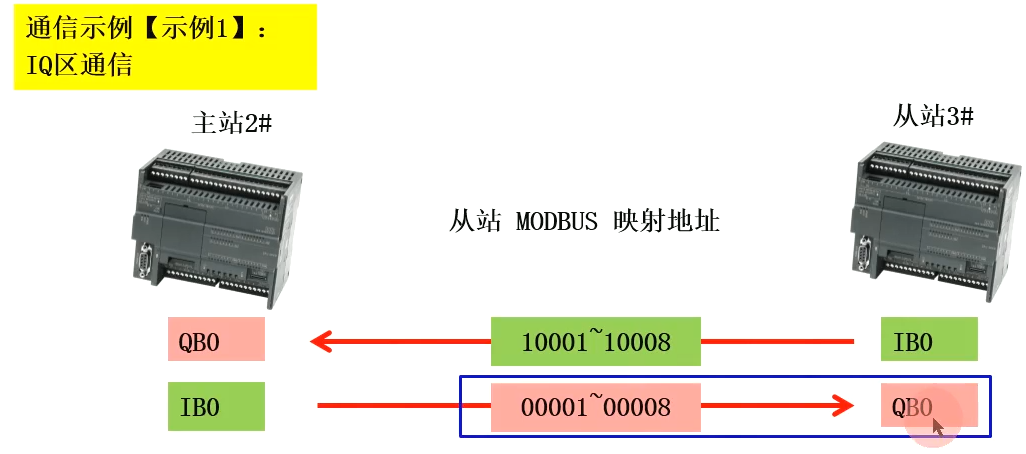 通信示例【示例1】:
IQ区通信
主站2#
从站3#
从站 MODBUS 映射地址
QB0
10001~10008
IB0
IB0
00001~00008
QB0